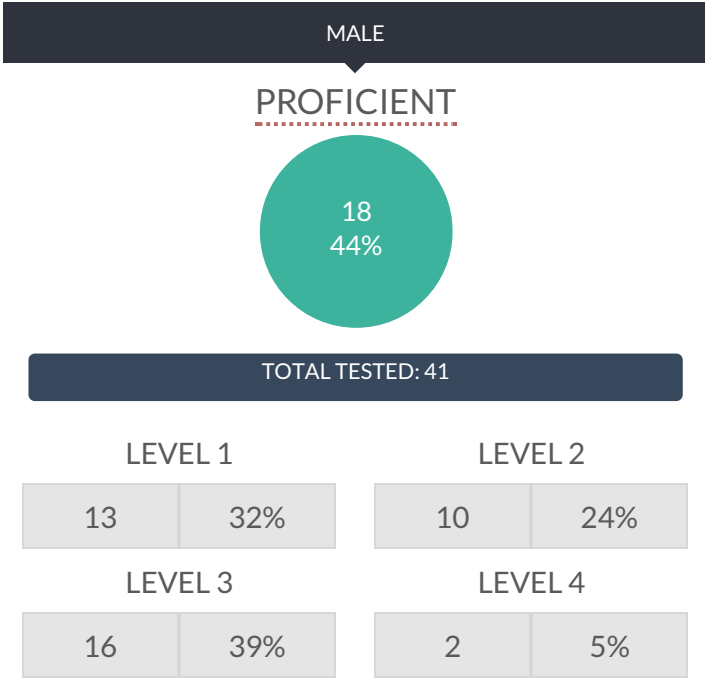 MALE
PROFICIENT
18
44%
TOTAL TESTED: 41
LEVEL 1
13 32%
LEVEL 2
10 24%
LEVEL 3
16 39%
LEVEL 4
2 5%